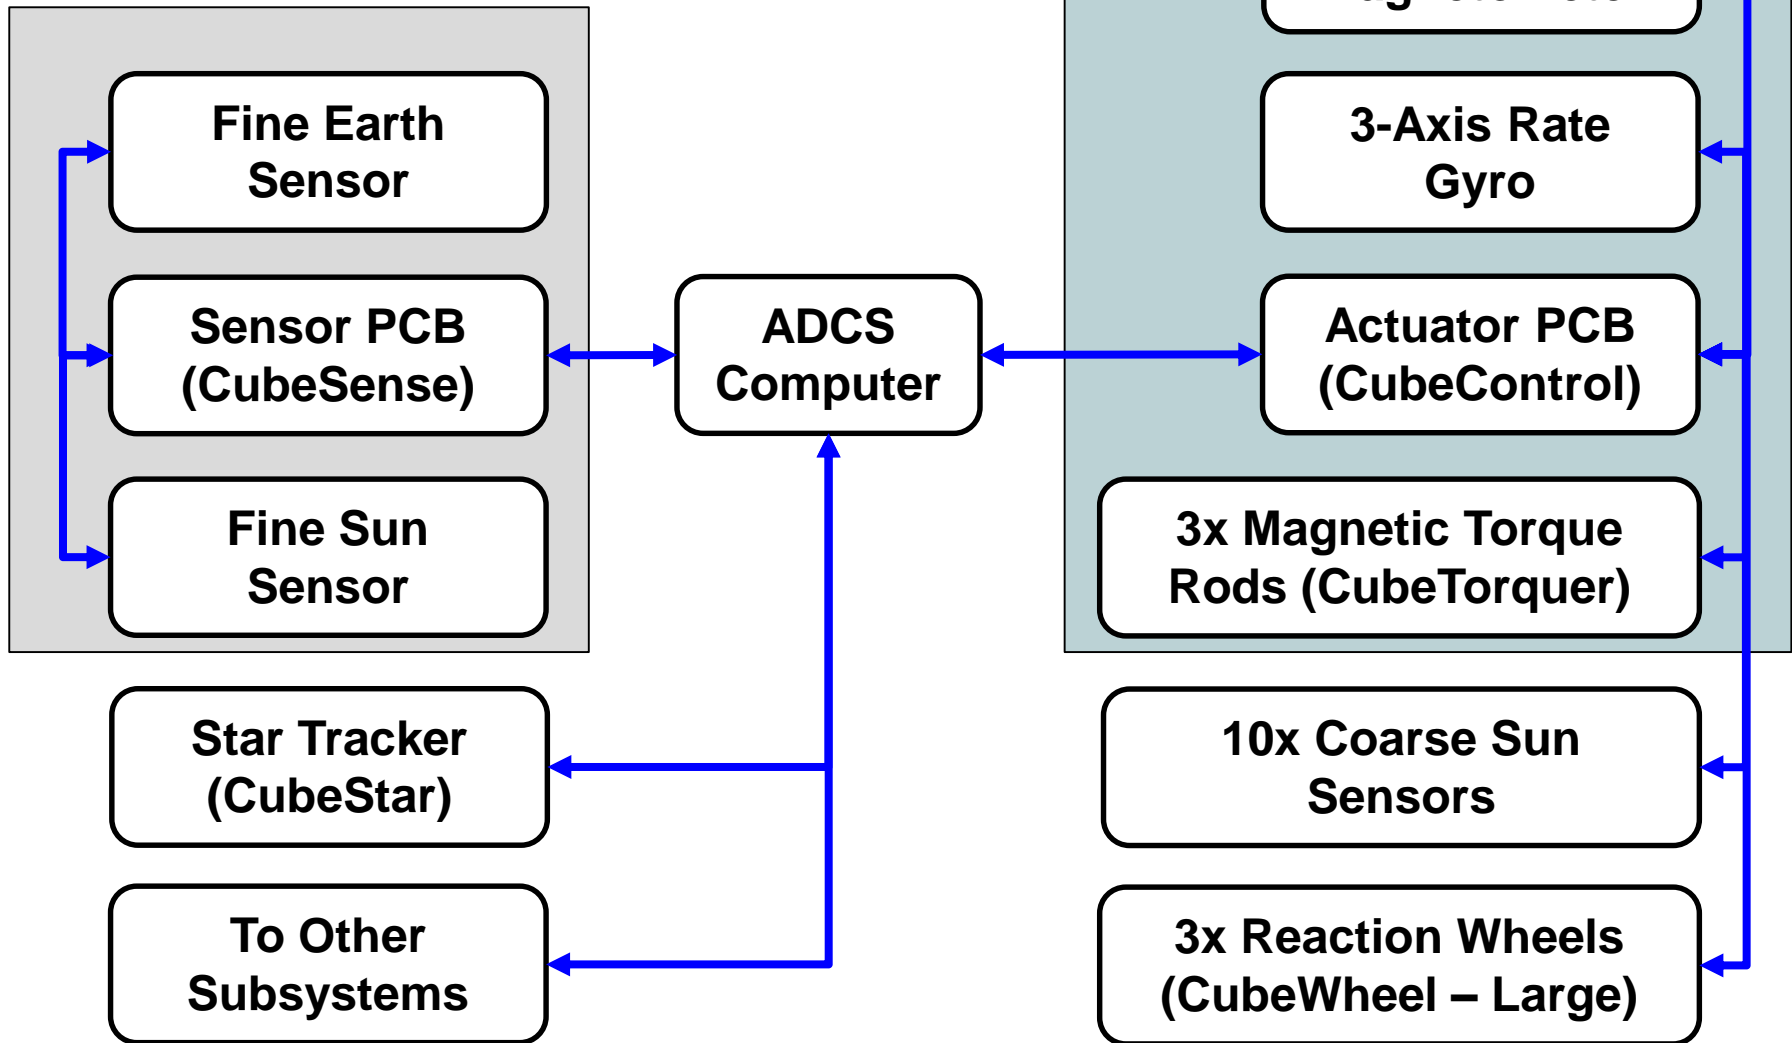 Fine Earth
Sensor
3-Axis Rate
Gyro
Sensor PCB
(CubeSense)
ADCS
Computer
Actuator PCB
(CubeControl)
Fine Sun
Sensor
3x Magnetic Torque
Rods (CubeTorquer)
Star Tracker
(CubeStar)
10x Coarse Sun
Sensors
To Other
Subsystems
3x Reaction Wheels
(CubeWheel – Large)